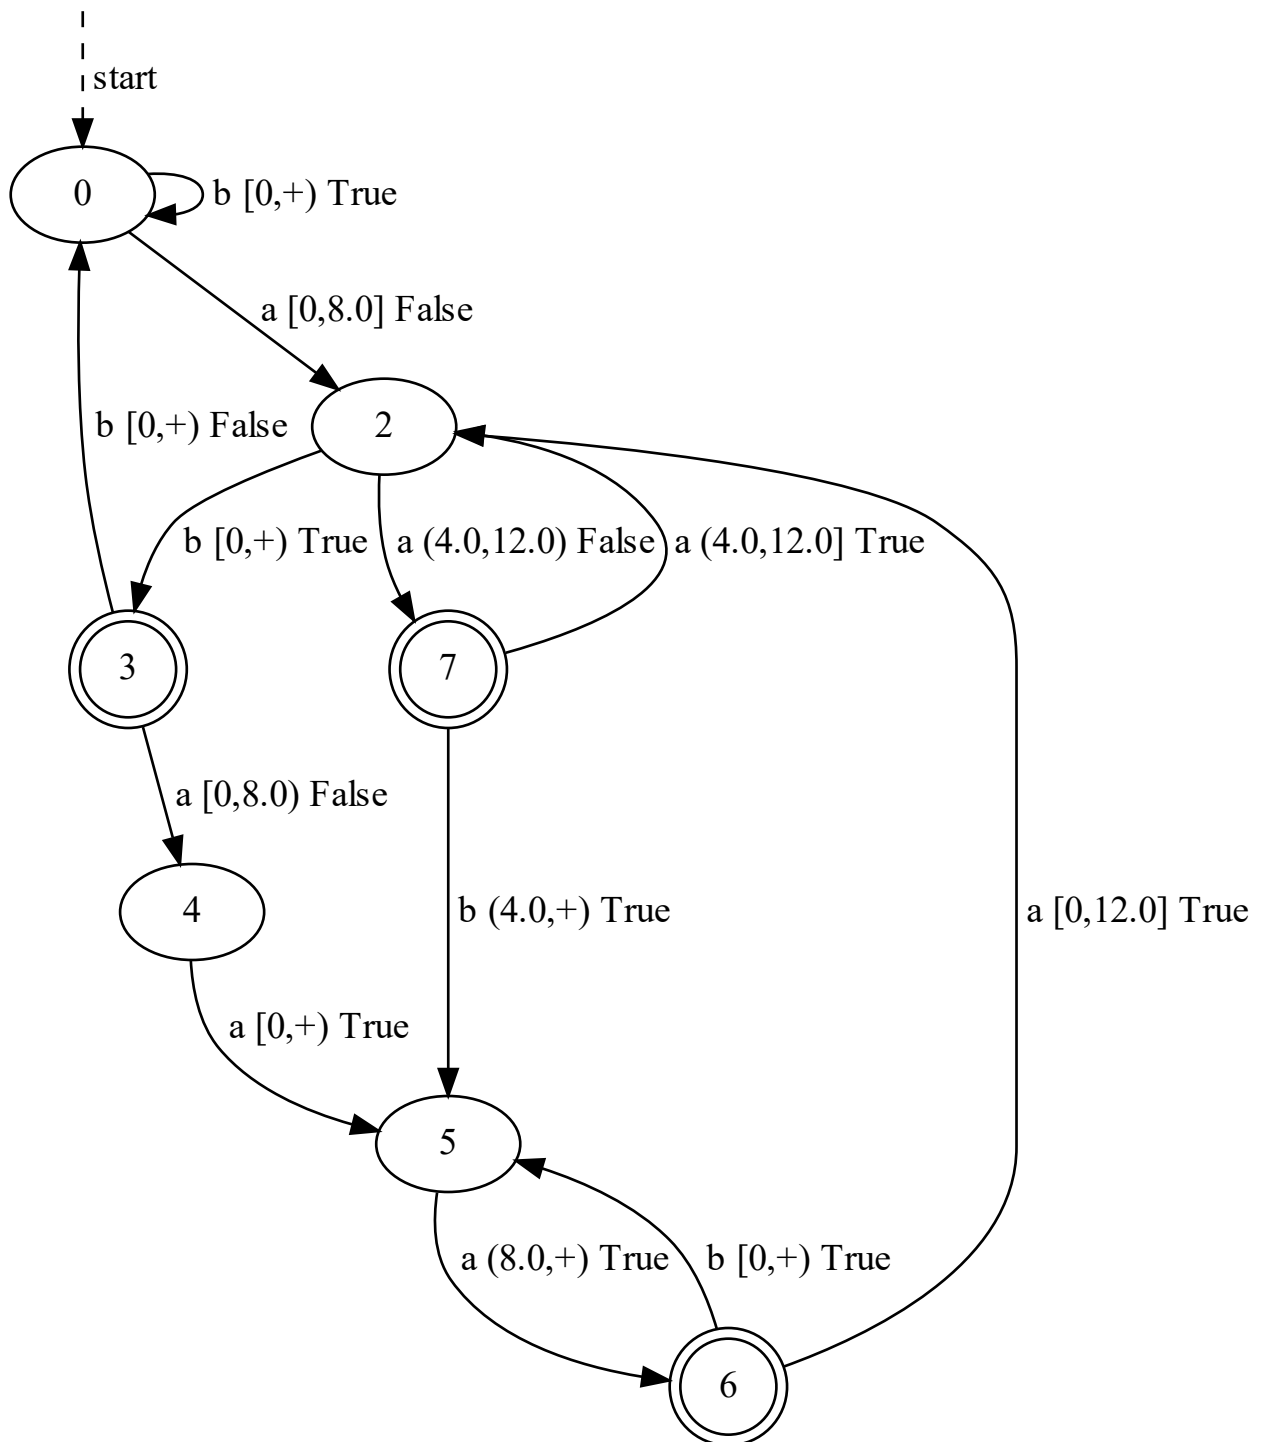 start
0
b [0,+) True
a [0,8.0] False
b [0,+) False
2
b [0,+) True
a (4.0,12.0) False
a (4.0,12.0] True
3
7
a [0,8.0) False
4
b (4.0,+) True
a [0,12.0] True
a [0,+) True
5
a (8.0,+) True
b [0,+) True
6